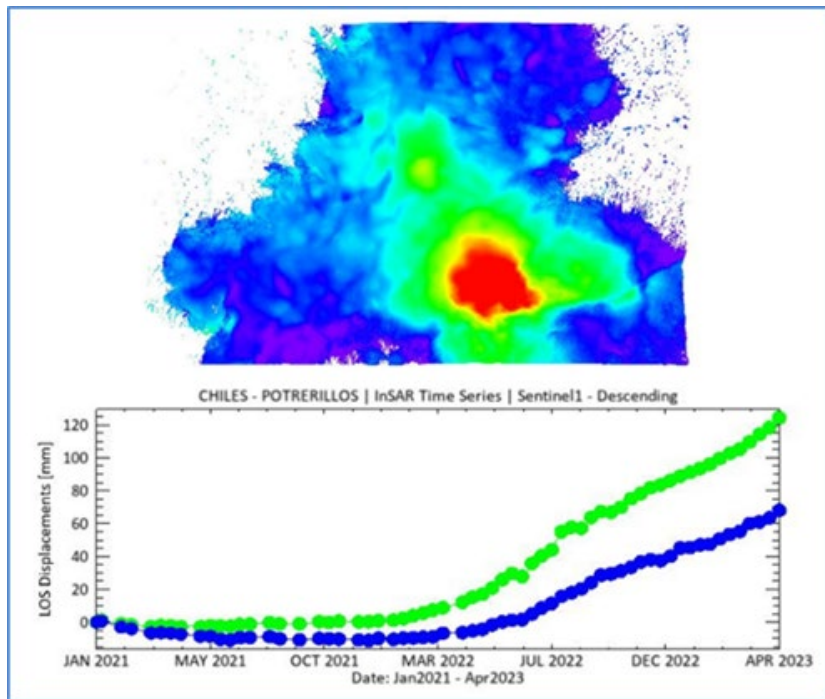 CHILES - POTRERILLOS | InSAR Time Series | Sentinel1 - Descending
120
100
80
60
40
20
0
LOS Displacements [mm]
JAN 2021 MAY 2021 OCT 2021 MAR 2022 JUL 2022 DEC 2022 APR 2023
Date: Jan2021 - Apr2023